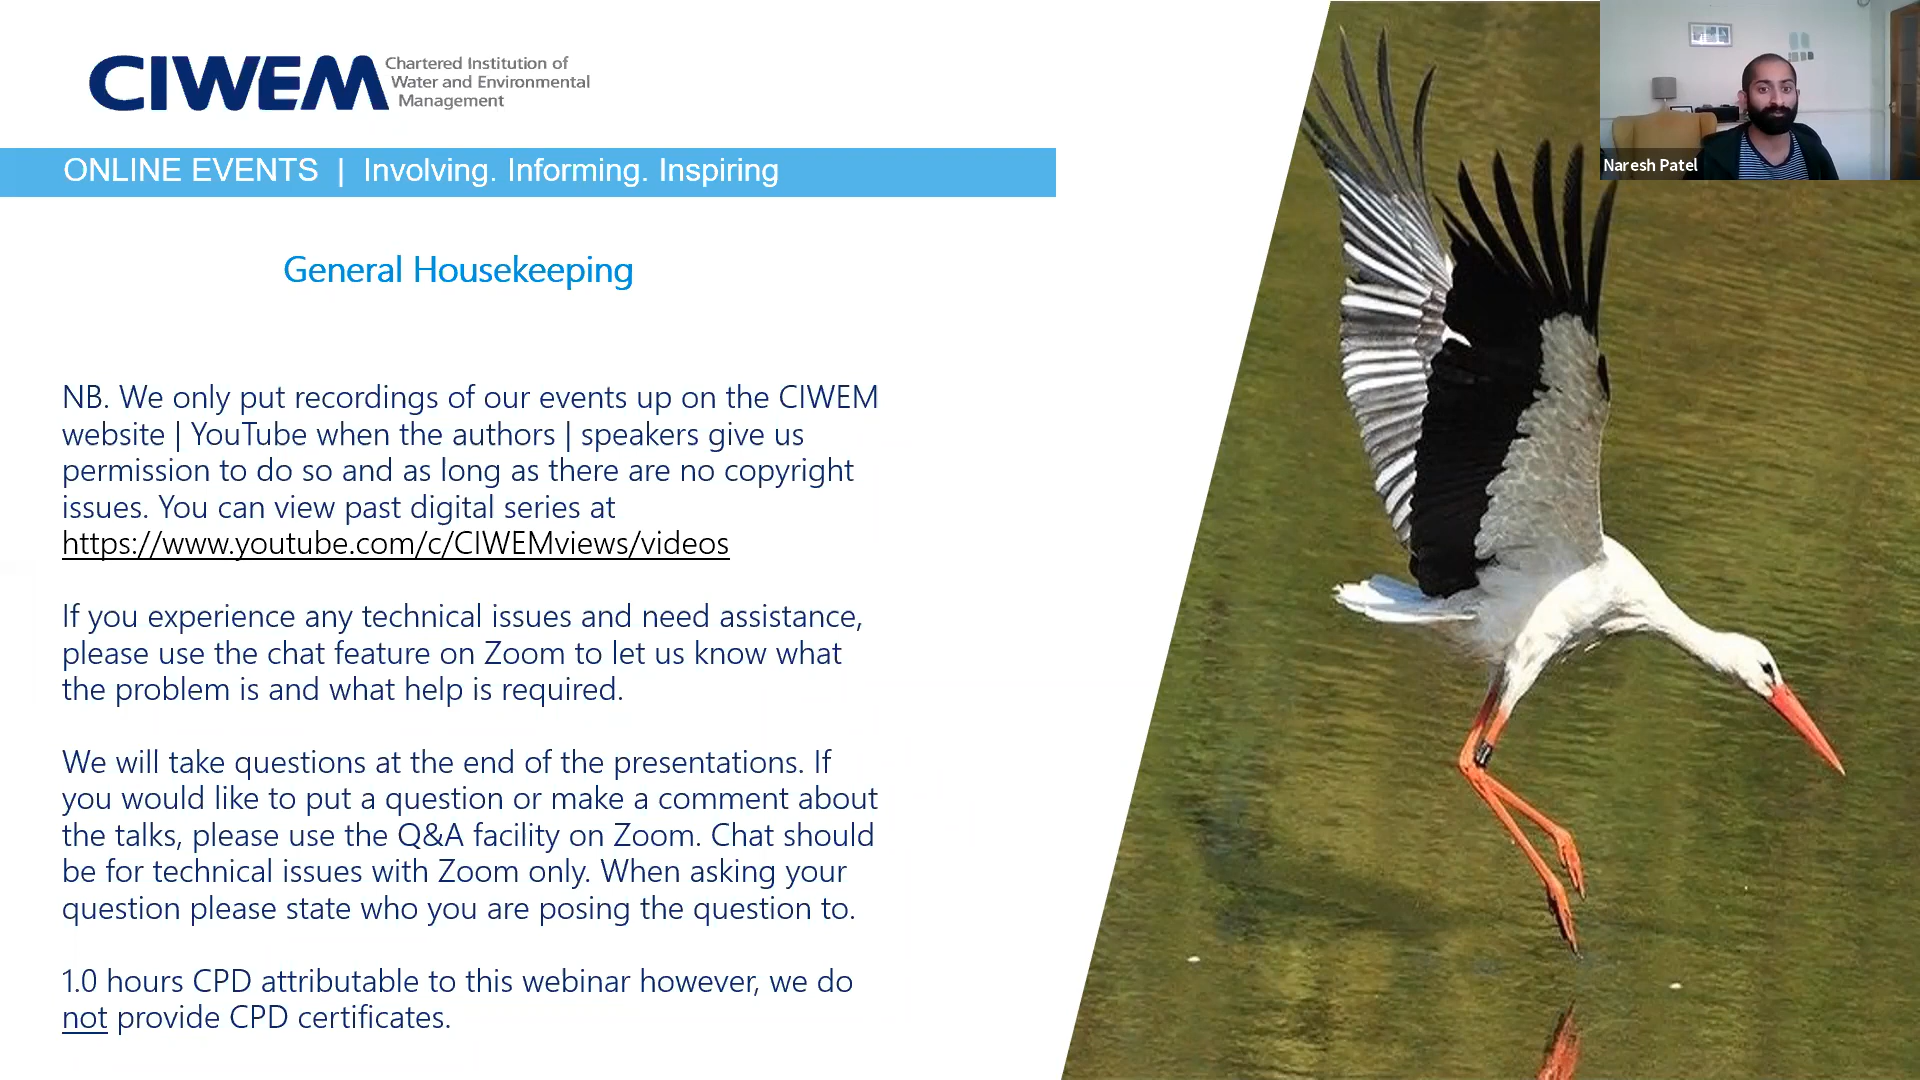 CIWEM
Chartered Institution of
Water and Environmental
Management
ONLINE EVENTS | Involving. Informing. Inspiring
Naresh Patel
General Housekeeping
NB. We only put recordings of our events up on the CIWEM
website | YouTube when the authors | speakers give us
permission to do so and as long as there are no copyright
issues. You can view past digital series at
https://www.youtube.com/c/CIWEMviews/videos
If you experience any technical issues and need assistance,
please use the chat feature on Zoom to let us know what
the problem is and what help is required.
We will take questions at the end of the presentations. If
you would like to put a question or make a comment about
the talks, please use the Q&A facility on Zoom. Chat should
be for technical issues with Zoom only. When asking your
question please state who you are posing the question to.
1.0 hours CPD attributable to this webinar however, we do
not provide CPD certificates.